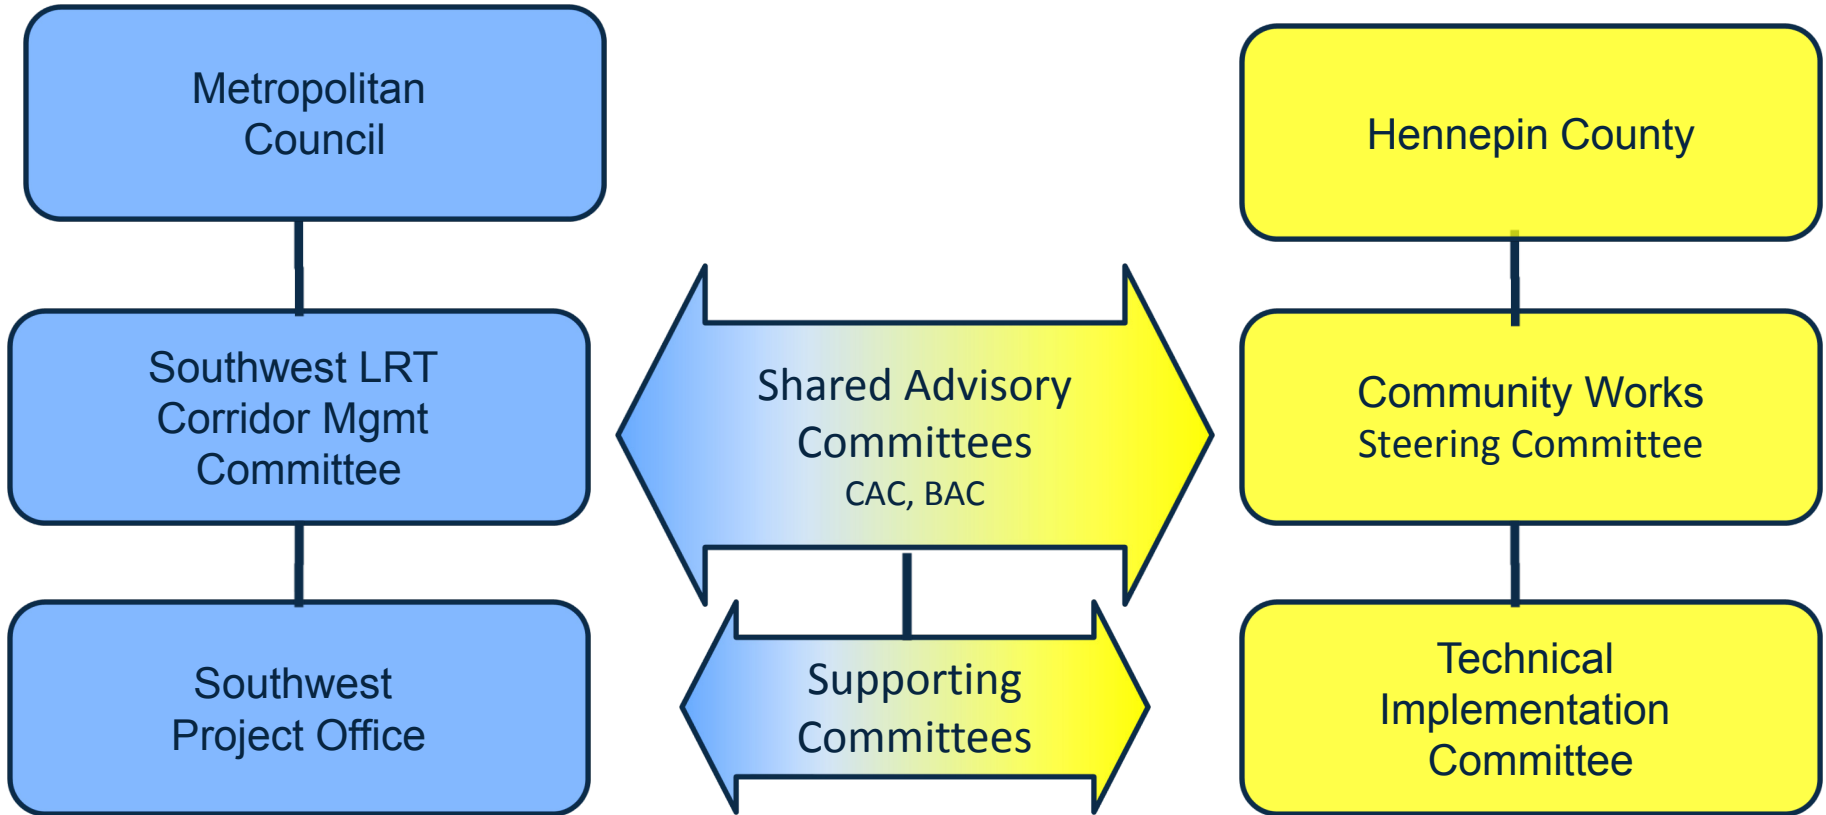 Metropolitan
Council
Hennepin County
Southwest LRT
Corridor Mgmt
Committee
Shared Advisory
Committees
CAC, BAC
Community Works
Steering Committee
Southwest
Project Office
Supporting
Committees
Technical
Implementation
Committee